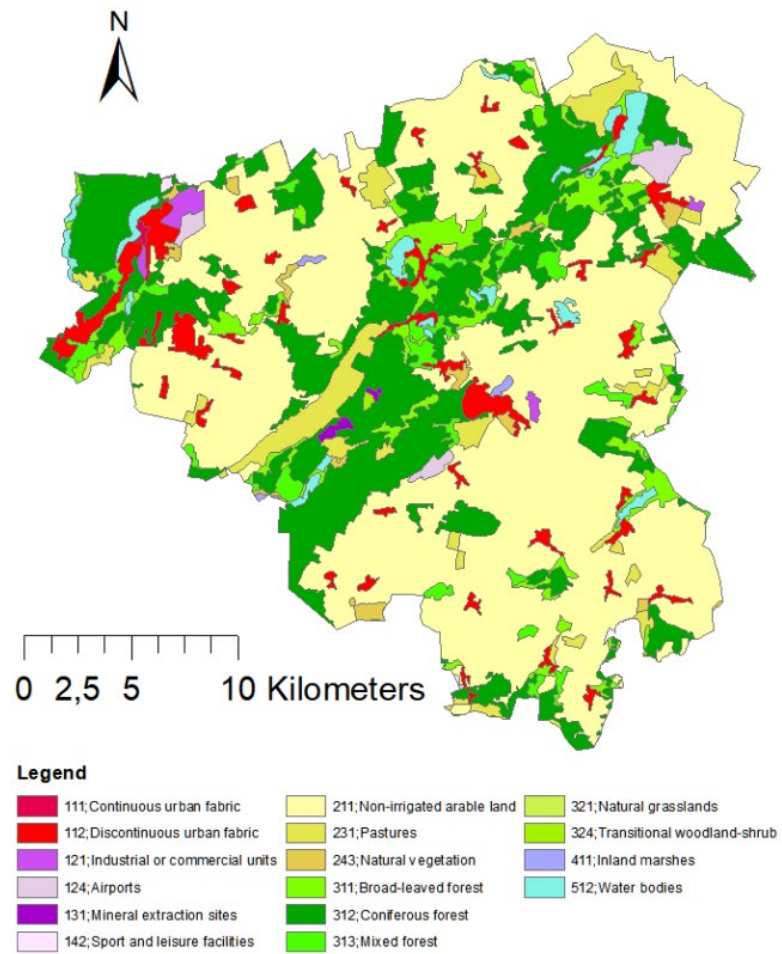 N
0 2,5 5 10 Kilometers
Legend
111;Continuous urban fabric
112;Discontinuous urban fabric
121;Industrial or commercial units
124;Airports
131;Mineral extraction sites
142;Sport and leisure facilities
211;Non-irrigated arable land
231;Pastures
243;Natural vegetation
311;Broad-leaved forest
312;Coniferous forest
313;Mixed forest
321;Natural grasslands
324;Transitional woodland-shrub
411;Inland marshes
512;Water bodies